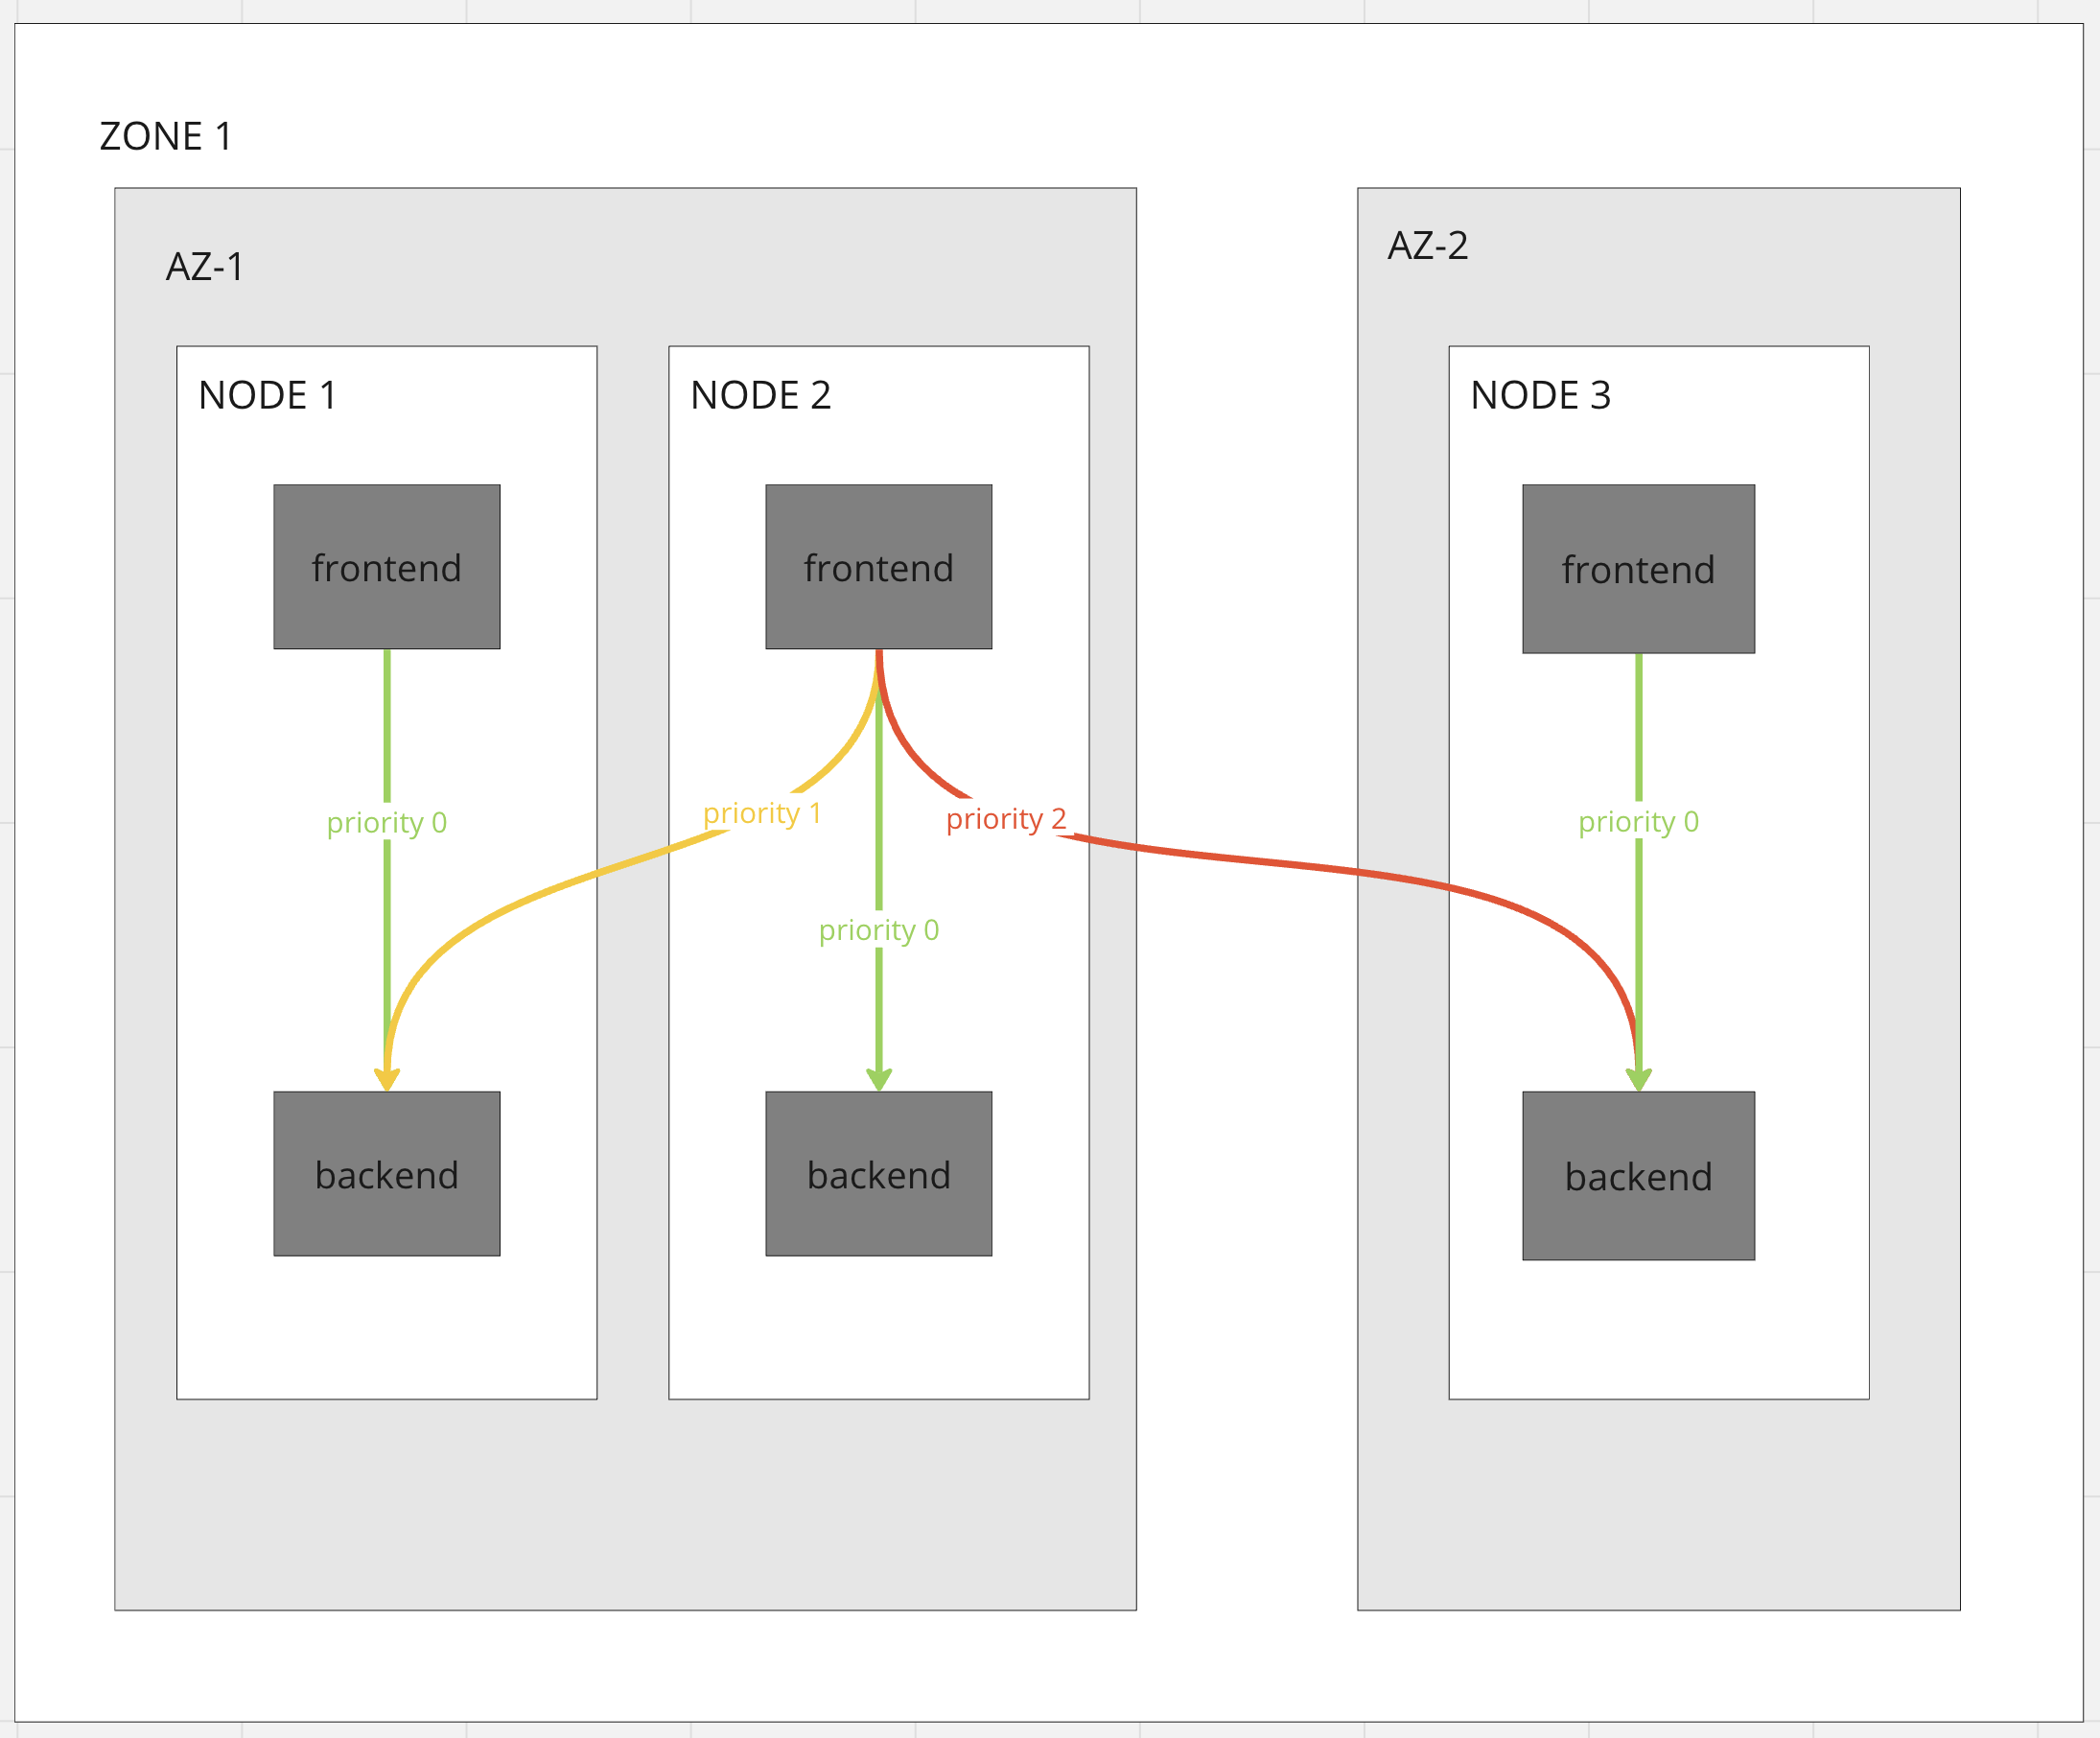 ZONE 1
AZ-1
AZ-2
NODE 1
NODE 2
NODE 3
frontend
frontend
frontend
priority 0
priority 1
priority 2
priority 0
priority 0
backend
backend
backend